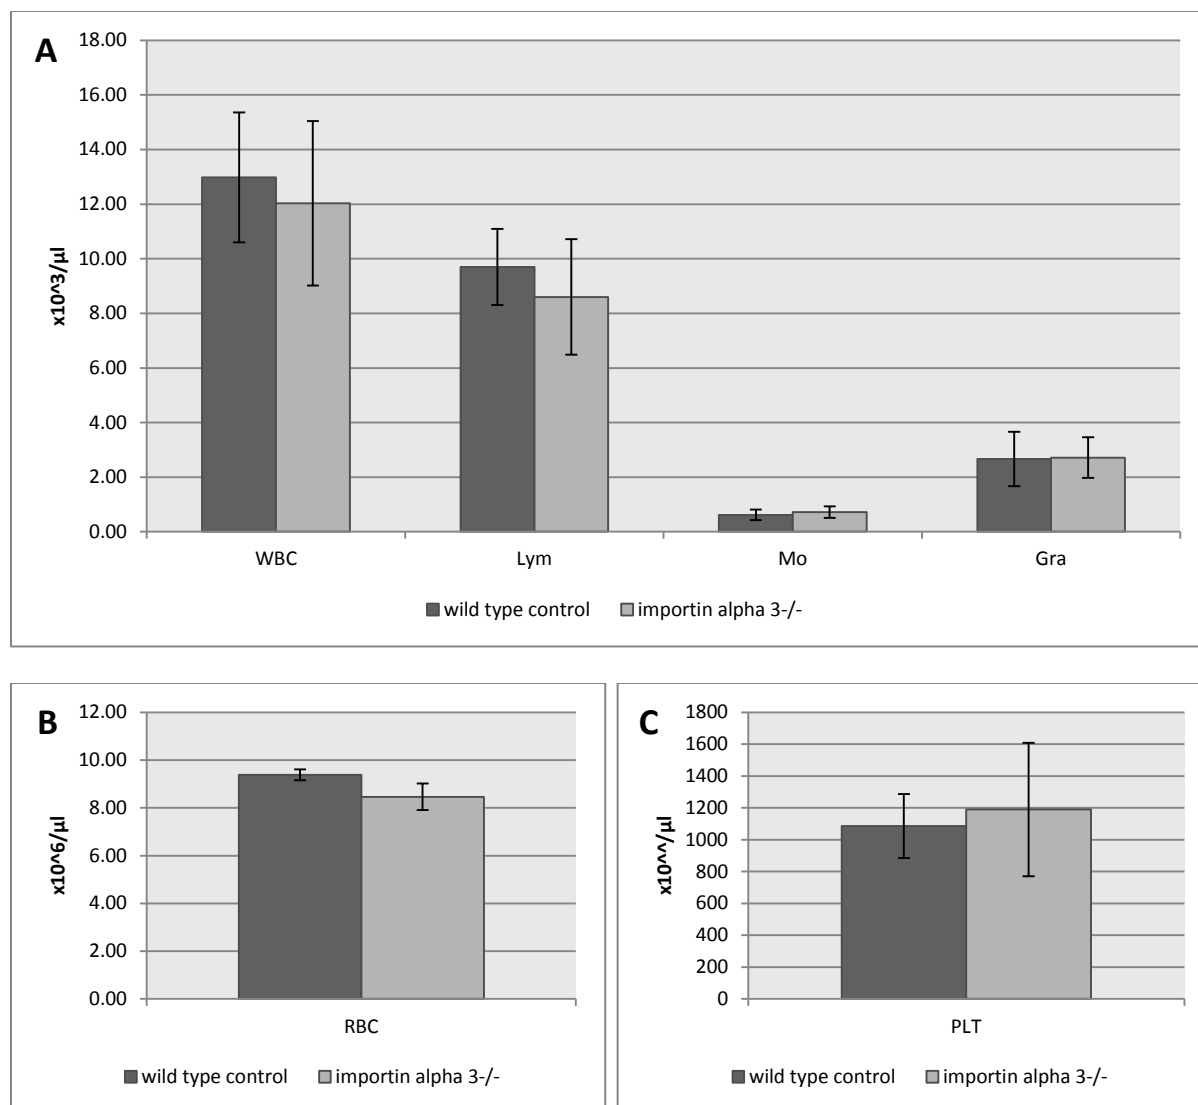 A
18.00
16.00
14.00
12.00
10.00
8.00
6.00
4.00
2.00
0.00
x10^3/µl
WBC Lym Mo Gra
wild type control importin alpha 3-/-
B
12.00
10.00
8.00
6.00
4.00
2.00
0.00
x10^6/µl
RBC
wild type control importin alpha 3-/-
C
1800
1600
1400
1200
1000
800
600
400
200
0
x10^^/µl
PLT
wild type control importin alpha 3-/-